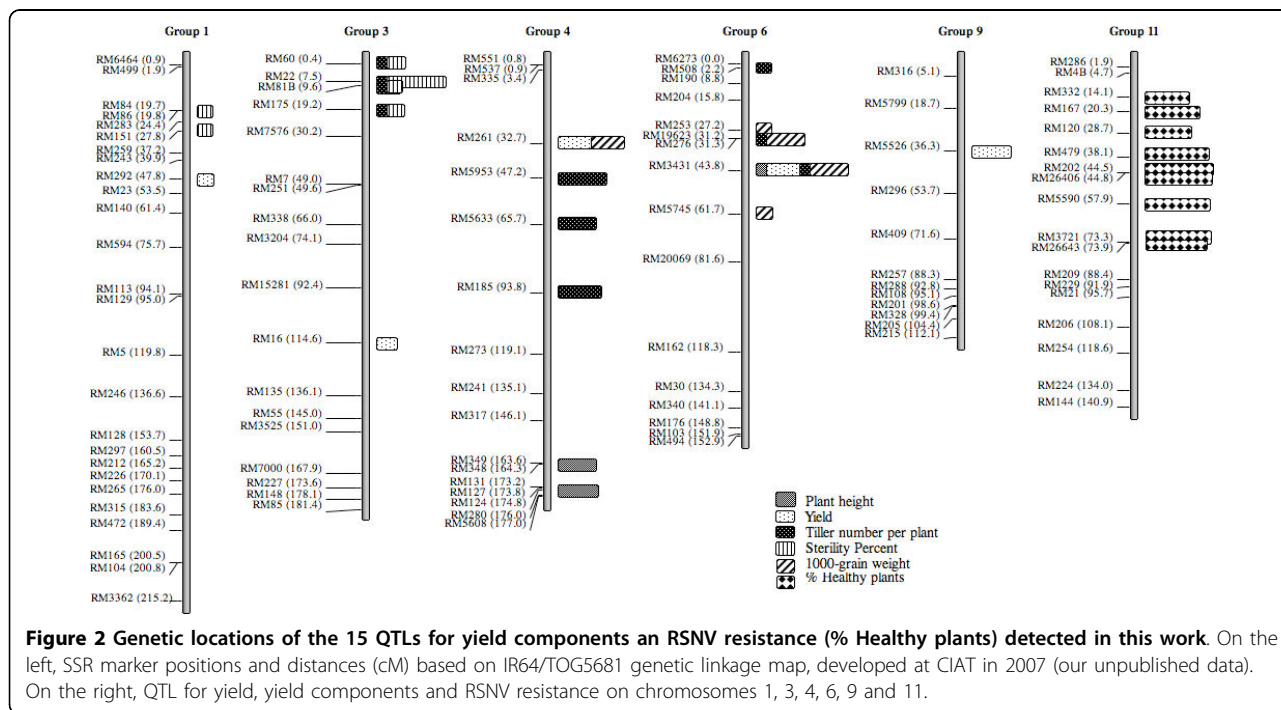 Group 1
RM6464 (0.9)
RM499 (1.9)
RM84 (19.7)
RM86 (19.8)
RM283 (24.4)
RM151 (27.8)
RM259 (37.2)
RM243 (39.9)
RM292 (47.8)
RM23 (53.5)
RM140 (61.4)
RM594 (75.7)
RM113 (94.1)
RM129 (95.0)
RM5 (119.8)
RM246 (136.6)
RM128 (153.7)
RM297 (160.5)
RM212 (165.2)
RM226 (170.1)
RM265 (176.0)
RM315 (183.6)
RM472 (189.4)
RM165 (200.5)
RM104 (200.8)
RM3362 (215.2)
Group 3
RM60 (0.4)
RM22 (7.5)
RM81B (9.6)
RM175 (19.2)
RM7576 (30.2)
RM7 (49.0)
RM251 (49.6)
RM338 (66.0)
RM3204 (74.1)
RM15281 (92.4)
RM16 (114.6)
RM135 (136.1)
RM55 (145.0)
RM3525 (151.0)
RM7000 (167.9)
RM227 (173.6)
RM148 (178.1)
RM85 (181.4)
Group 4
RM551 (0.8)
RM537 (0.9)
RM335 (3.4)
RM261 (32.7)
RM5953 (47.2)
RM5633 (65.7)
RM185 (93.8)
RM273 (119.1)
RM241 (135.1)
RM317 (146.1)
RM349 (163.6)
RM348 (164.3)
RM131 (173.2)
RM127 (173.8)
RM124 (174.8)
RM280 (176.0)
RM5608 (177.0)
Group 6
RM6273 (0.0)
RM508 (2.2)
RM190 (8.8)
RM204 (15.8)
RM253 (27.2)
RM19623 (31.2)
RM276 (31.3)
RM3431 (43.8)
RM5745 (61.7)
RM20069 (81.6)
RM162 (118.3)
RM30 (134.3)
RM340 (141.1)
RM176 (148.8)
RM103 (151.9)
RM494 (152.9)
Group 9
RM316 (5.1)
RM5799 (18.7)
RM5526 (36.3)
RM296 (53.7)
RM409 (71.6)
RM257 (88.3)
RM288 (92.8)
RM108 (95.1)
RM201 (98.6)
RM328 (99.4)
RM205 (104.4)
RM215 (112.1)
Group 11
RM286 (1.9)
RM4B (4.7)
RM332 (14.1)
RM167 (20.3)
RM120 (28.7)
RM479 (38.1)
RM202 (44.5)
RM26406 (44.8)
RM5590 (57.9)
RM3721 (73.3)
RM26643 (73.9)
RM209 (88.4)
RM229 (91.9)
RM21 (95.7)
RM206 (108.1)
RM254 (118.6)
RM224 (134.0)
RM144 (140.9)
Plant height
Yield
Tiller number per plant
Sterility Percent
1000-grain weight
% Healthy plants
Figure 2 Genetic locations of the 15 QTLs for yield components an RSNV resistance (% Healthy plants) detected in this work. On the
left, SSR marker positions and distances (cM) based on IR64/TOG5681 genetic linkage map, developed at CIAT in 2007 (our unpublished data).
On the right, QTL for yield, yield components and RSNV resistance on chromosomes 1, 3, 4, 6, 9 and 11.